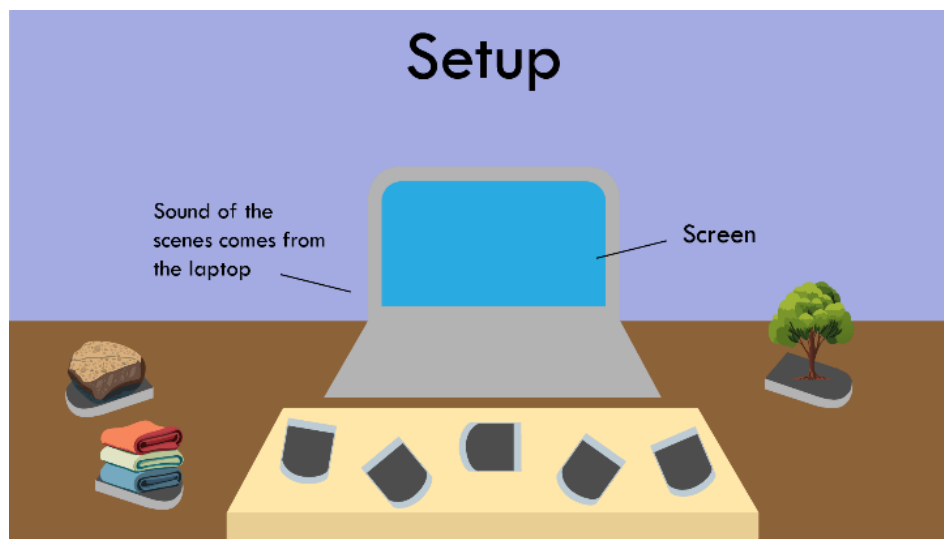 Setup
Sound of the
scenes comes from
the laptop
Screen